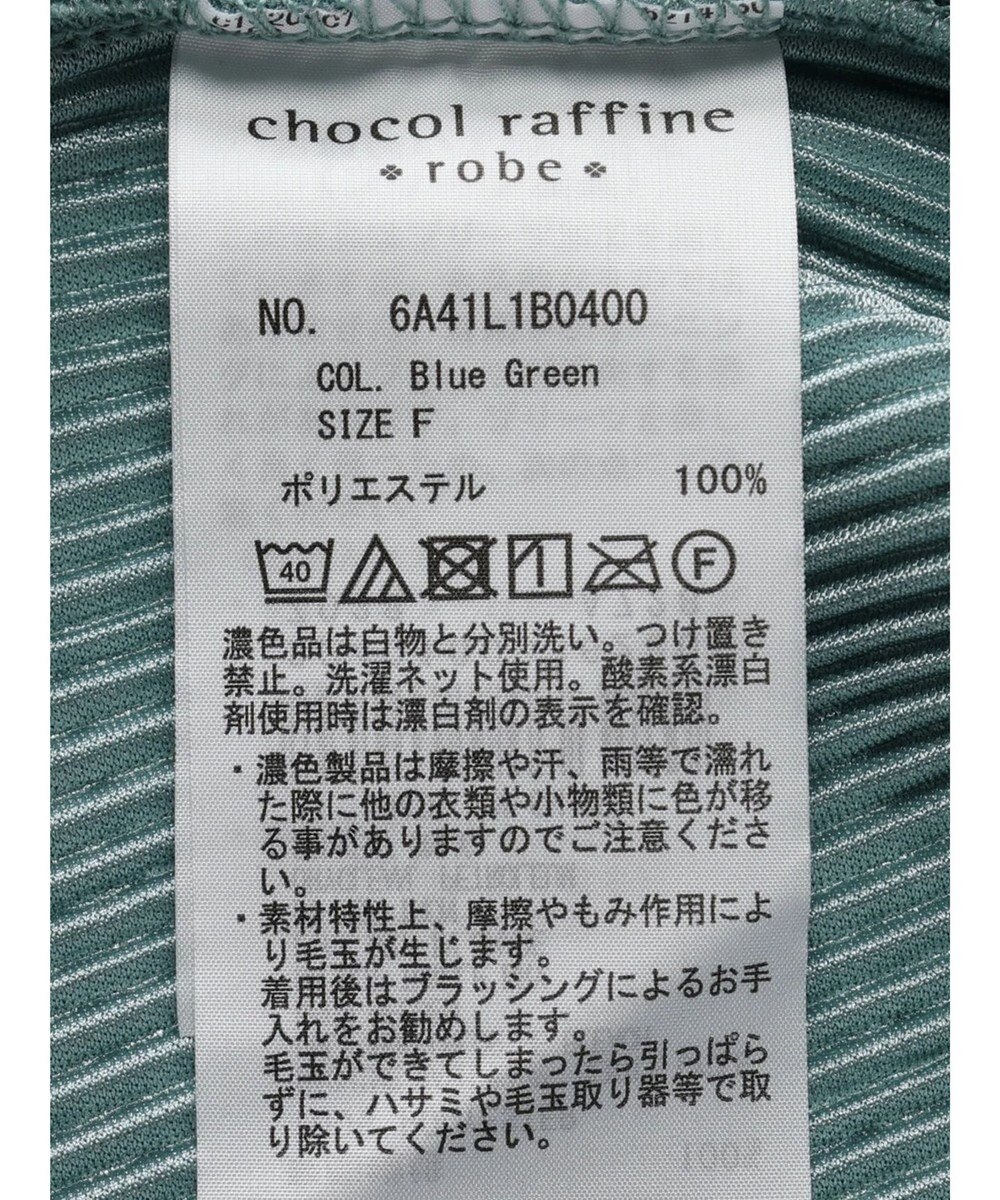 chocol raffine
robe
NO. 6A41L1B0400
COL. Blue Green
SIZE F
ポリエステル 100%
40 F
濃色品は白物と分別洗い。つけ置き
禁止。洗濯ネット使用。酸素系漂白
剤使用時は漂白剤の表示を確認。
・濃色製品は摩擦や汗、雨等で濡れ
た際に他の衣類や小物類に色が移
る事がありますのでご注意くださ
い。
・素材特性上、摩擦やもみ作用によ
り毛玉が生じます。
着用後はブラッシングによるお手
入れをお勧めします。
毛玉ができてしまったら引っぱら
ずに、ハサミや毛玉取り器等で取
り除いてください。